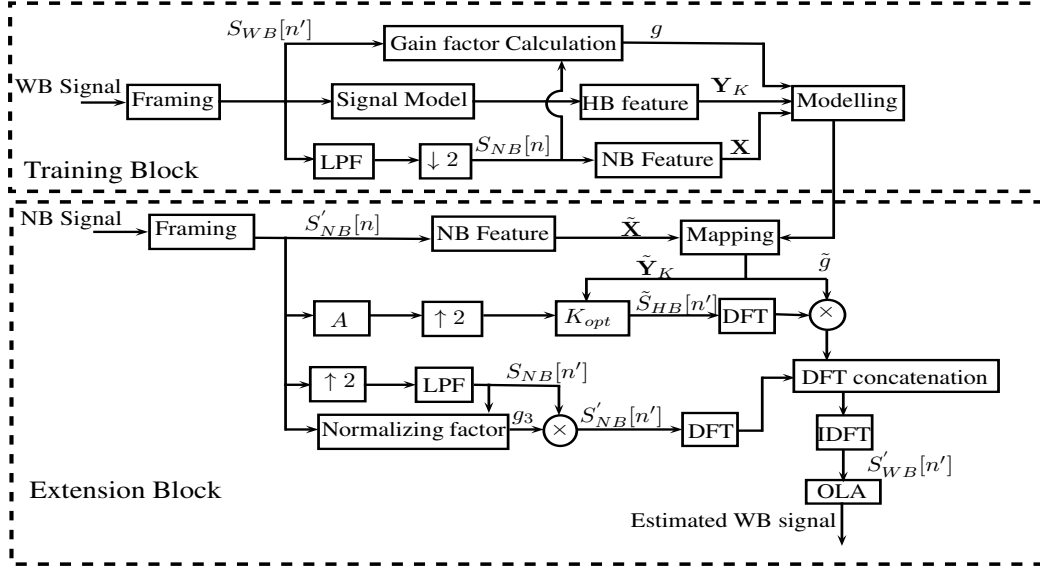 S_{WB}[n′]
Gain factor Calculation
g
WB Signal
Framing
Signal Model
HB feature
Y_K
Modelling
LPF
↓ 2
S_{NB}[n]
NB Feature
X
Training Block
NB Signal
Framing
S′_{NB}[n]
NB Feature
X̃
Mapping
Ỹ_K
g̃
A
↑ 2
K_{opt}
S̃_{HB}[n′]
DFT
×
↑ 2
LPF
S_{NB}[n′]
DFT concatenation
Normalizing factor
g_3
×
S′_{NB}[n′]
DFT
IDFT
S′_{WB}[n′]
Extension Block
OLA
Estimated WB signal